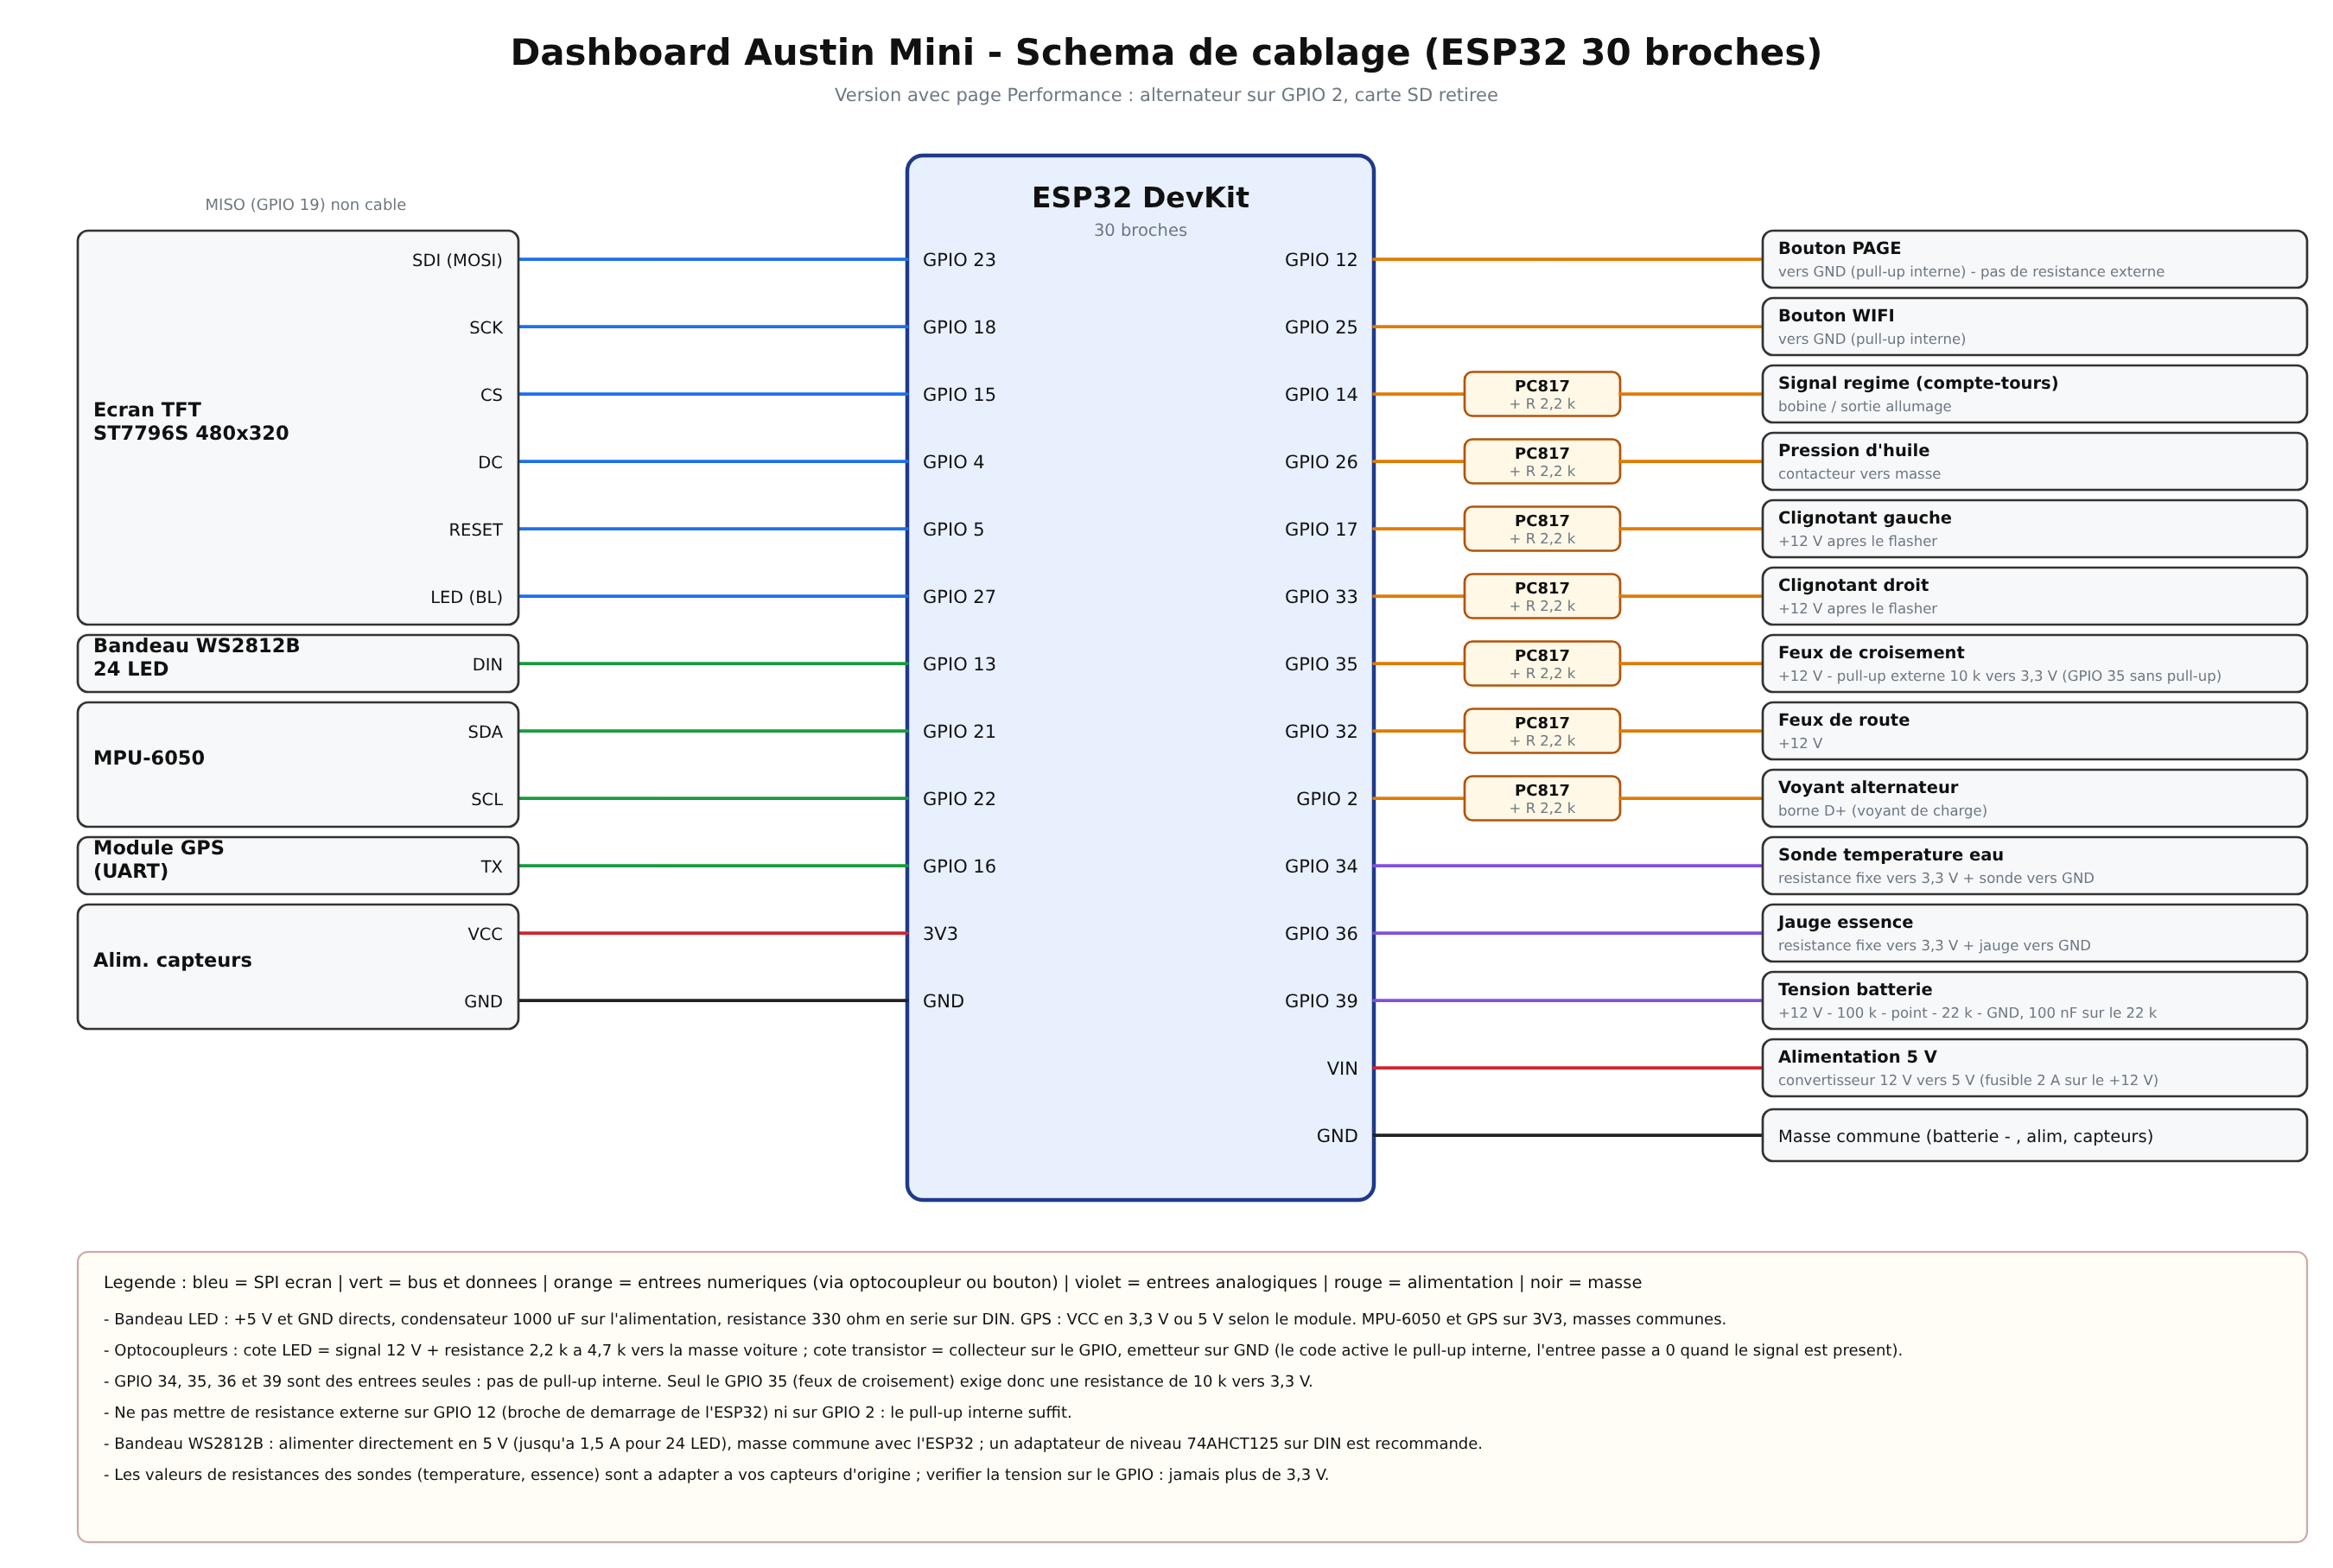 Dashboard Austin Mini - Schema de cablage (ESP32 30 broches)
Version avec page Performance : alternateur sur GPIO 2, carte SD retiree
MISO (GPIO 19) non cable
Ecran TFT
ST7796S 480x320
SDI (MOSI)
SCK
CS
DC
RESET
LED (BL)
Bandeau WS2812B
24 LED
DIN
MPU-6050
SDA
SCL
Module GPS
(UART)
TX
Alim. capteurs
VCC
GND
ESP32 DevKit
30 broches
GPIO 23
GPIO 18
GPIO 15
GPIO 4
GPIO 5
GPIO 27
GPIO 13
GPIO 21
GPIO 22
GPIO 16
3V3
GND
GPIO 12
GPIO 25
GPIO 14
GPIO 26
GPIO 17
GPIO 33
GPIO 35
GPIO 32
GPIO 2
GPIO 34
GPIO 36
GPIO 39
VIN
GND
PC817
+ R 2,2 k
PC817
+ R 2,2 k
PC817
+ R 2,2 k
PC817
+ R 2,2 k
PC817
+ R 2,2 k
PC817
+ R 2,2 k
PC817
+ R 2,2 k
Bouton PAGE
vers GND (pull-up interne) - pas de resistance externe
Bouton WIFI
vers GND (pull-up interne)
Signal regime (compte-tours)
bobine / sortie allumage
Pression d'huile
contacteur vers masse
Clignotant gauche
+12 V apres le flasher
Clignotant droit
+12 V apres le flasher
Feux de croisement
+12 V - pull-up externe 10 k vers 3,3 V (GPIO 35 sans pull-up)
Feux de route
+12 V
Voyant alternateur
borne D+ (voyant de charge)
Sonde temperature eau
resistance fixe vers 3,3 V + sonde vers GND
Jauge essence
resistance fixe vers 3,3 V + jauge vers GND
Tension batterie
+12 V - 100 k - point - 22 k - GND, 100 nF sur le 22 k
Alimentation 5 V
convertisseur 12 V vers 5 V (fusible 2 A sur le +12 V)
Masse commune (batterie - , alim, capteurs)
Legende : bleu = SPI ecran | vert = bus et donnees | orange = entrees numeriques (via optocoupleur ou bouton) | violet = entrees analogiques | rouge = alimentation | noir = masse
- Bandeau LED : +5 V et GND directs, condensateur 1000 uF sur l'alimentation, resistance 330 ohm en serie sur DIN. GPS : VCC en 3,3 V ou 5 V selon le module. MPU-6050 et GPS sur 3V3, masses communes.
- Optocoupleurs : cote LED = signal 12 V + resistance 2,2 k a 4,7 k vers la masse voiture ; cote transistor = collecteur sur le GPIO, emetteur sur GND (le code active le pull-up interne, l'entree passe a 0 quand le signal est present).
- GPIO 34, 35, 36 et 39 sont des entrees seules : pas de pull-up interne. Seul le GPIO 35 (feux de croisement) exige donc une resistance de 10 k vers 3,3 V.
- Ne pas mettre de resistance externe sur GPIO 12 (broche de demarrage de l'ESP32) ni sur GPIO 2 : le pull-up interne suffit.
- Bandeau WS2812B : alimenter directement en 5 V (jusqu'a 1,5 A pour 24 LED), masse commune avec l'ESP32 ; un adaptateur de niveau 74AHCT125 sur DIN est recommande.
- Les valeurs de resistances des sondes (temperature, essence) sont a adapter a vos capteurs d'origine ; verifier la tension sur le GPIO : jamais plus de 3,3 V.